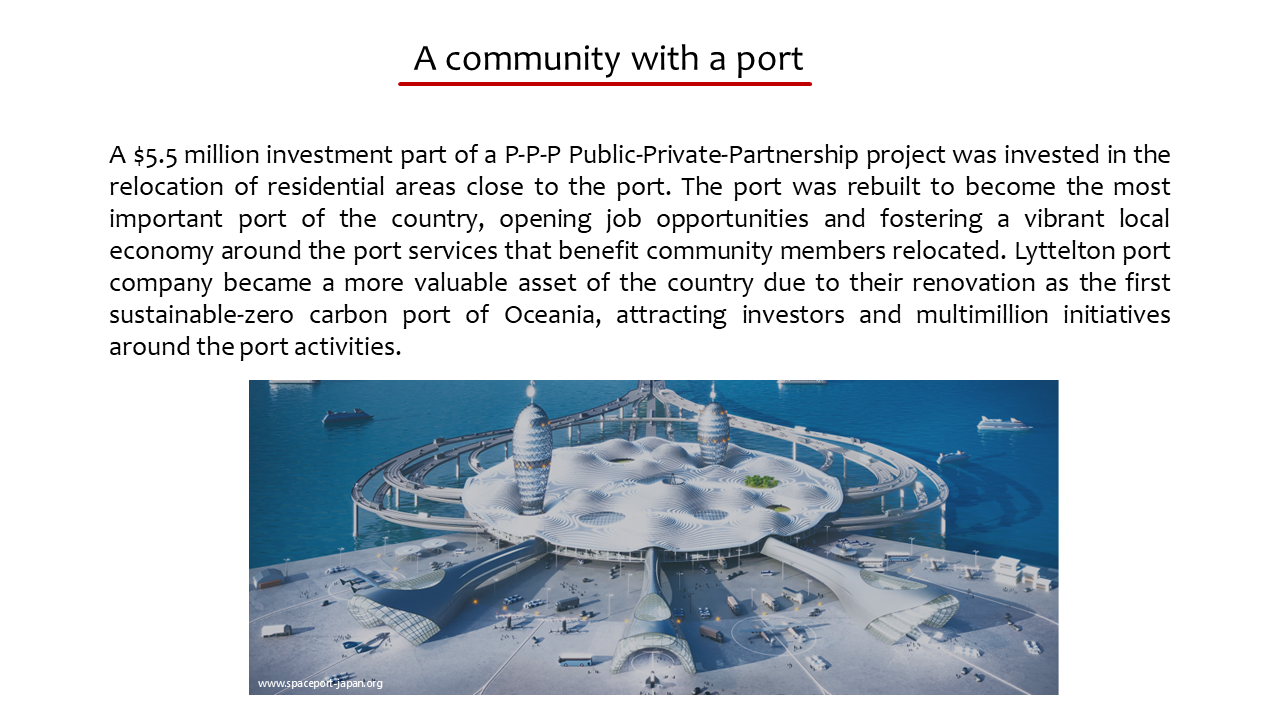 A community with a port
A $5.5 million investment part of a P-P-P Public-Private-Partnership project was invested in the
relocation of residential areas close to the port. The port was rebuilt to become the most
important port of the country, opening job opportunities and fostering a vibrant local
economy around the port services that benefit community members relocated. Lyttelton port
company became a more valuable asset of the country due to their renovation as the first
sustainable-zero carbon port of Oceania, attracting investors and multimillion initiatives
around the port activities.
www.spaceport-japan.org